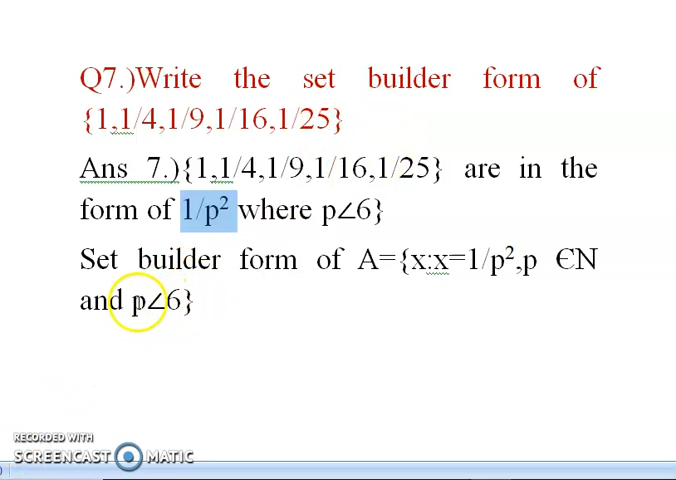 Q7.)Write the set builder form of
{1,1/4,1/9,1/16,1/25}
Ans 7.){1,1/4,1/9,1/16,1/25} are in the
form of 1/p² where p∠6}
Set builder form of A={x:x=1/p²,p ЄN
and p∠6}
RECORDED WITH
SCREENCAST MATIC